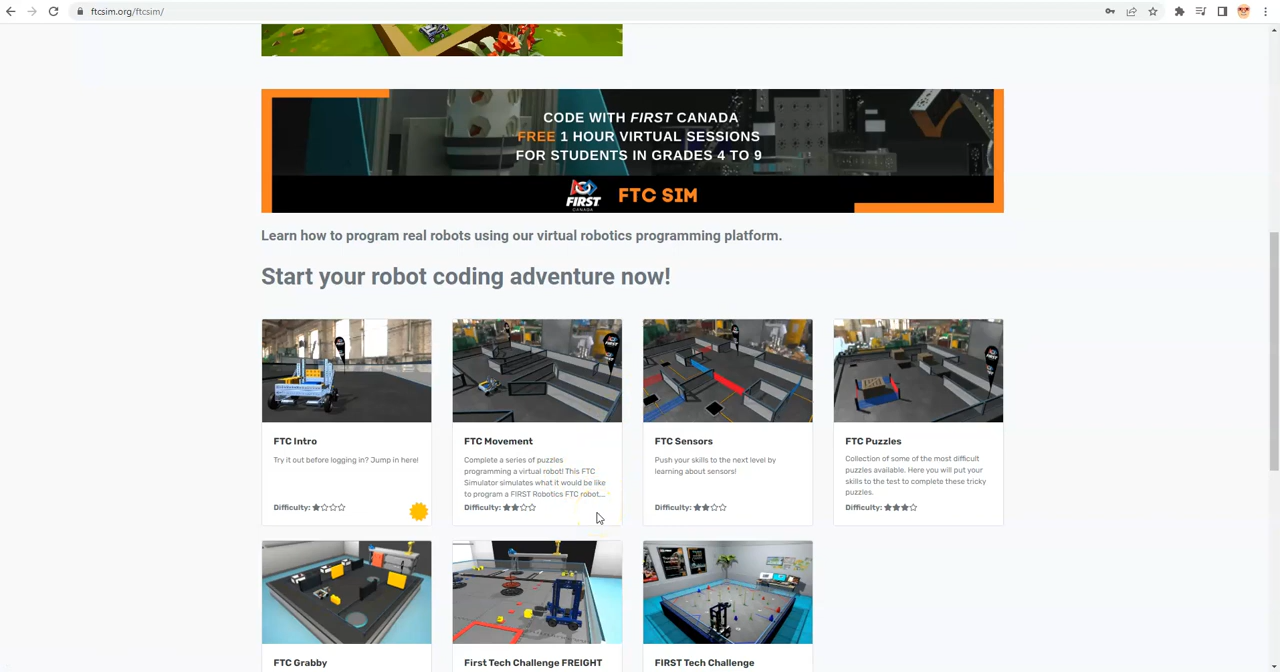 ftcsim.org/ftcsim/
CODE WITH FIRST CANADA
FREE 1 HOUR VIRTUAL SESSIONS
FOR STUDENTS IN GRADES 4 TO 9
FIRST
CANADA
FTC SIM
Learn how to program real robots using our virtual robotics programming platform.
Start your robot coding adventure now!
FTC Intro
Try it out before logging in? Jump in here!
Difficulty:
FTC Movement
Complete a series of puzzles
programming a virtual robot! This FTC
Simulator simulates what it would be like
to program a FIRST Robotics FTC robot....
Difficulty:
FTC Sensors
Push your skills to the next level by
learning about sensors!
Difficulty:
FTC Puzzles
Collection of some of the most difficult
puzzles available. Here you will put your
skills to the test to complete these tricky
puzzles.
Difficulty:
FTC Grabby
First Tech Challenge FREIGHT
FIRST Tech Challenge